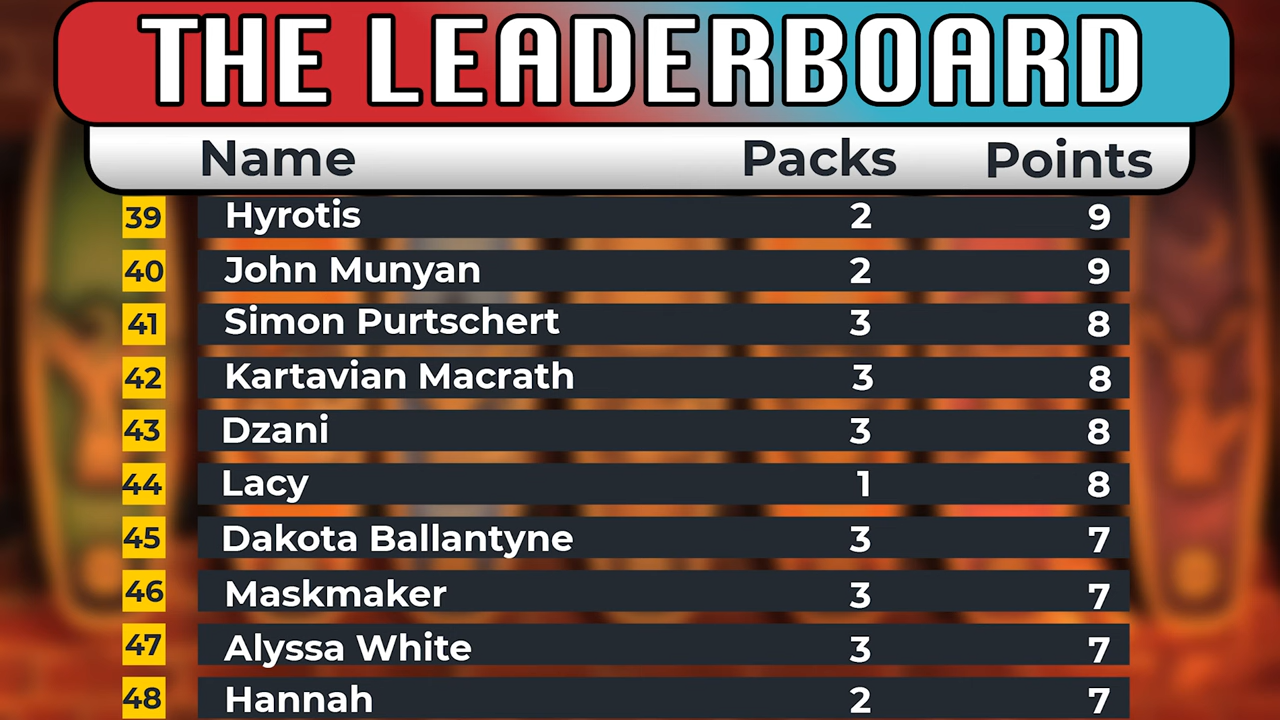 THE LEADERBOARD
Name Packs Points
39 Hyrotis 2 9
40 John Munyan 2 9
41 Simon Purtschert 3 8
42 Kartavian Macrath 3 8
43 Dzani 3 8
44 Lacy 1 8
45 Dakota Ballantyne 3 7
46 Maskmaker 3 7
47 Alyssa White 3 7
48 Hannah 2 7